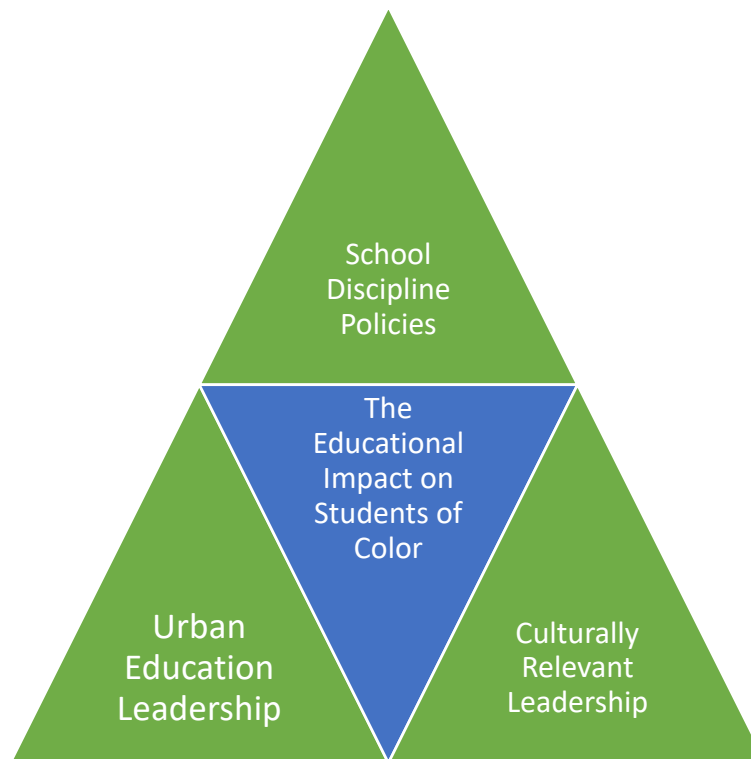 School
Discipline
Policies
The
Educational
Impact on
Students of
Color
Urban
Education
Leadership
Culturally
Relevant
Leadership